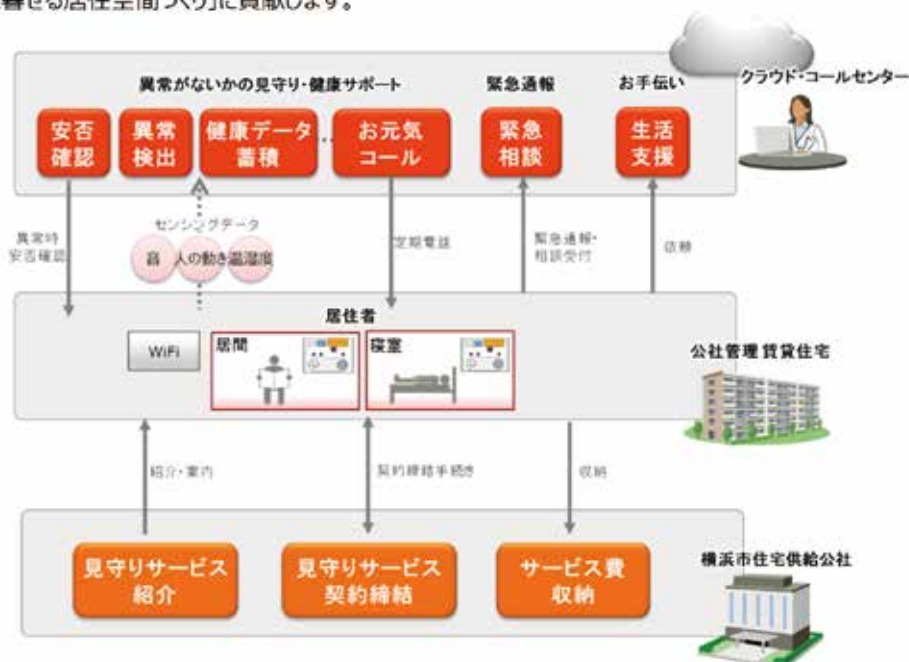 暮せる居住空間づくり」に貢献します。
クラウド・コールセンター
異常がないかの見守り・健康サポート
緊急通報
お手伝い
安否
確認
異常
検出
健康データ
蓄積
…
お元気
コール
緊急
相談
生活
支援
異常時
安否確認
センシングデータ
音
人の動き
温湿度
定期電話
緊急通報・
相談受付
依頼
居住者
WiFi
居間
寝室
公社管理 賃貸住宅
紹介・案内
契約締結手続き
収納
見守りサービス
紹介
見守りサービス
契約締結
サービス費
収納
横浜市住宅供給公社